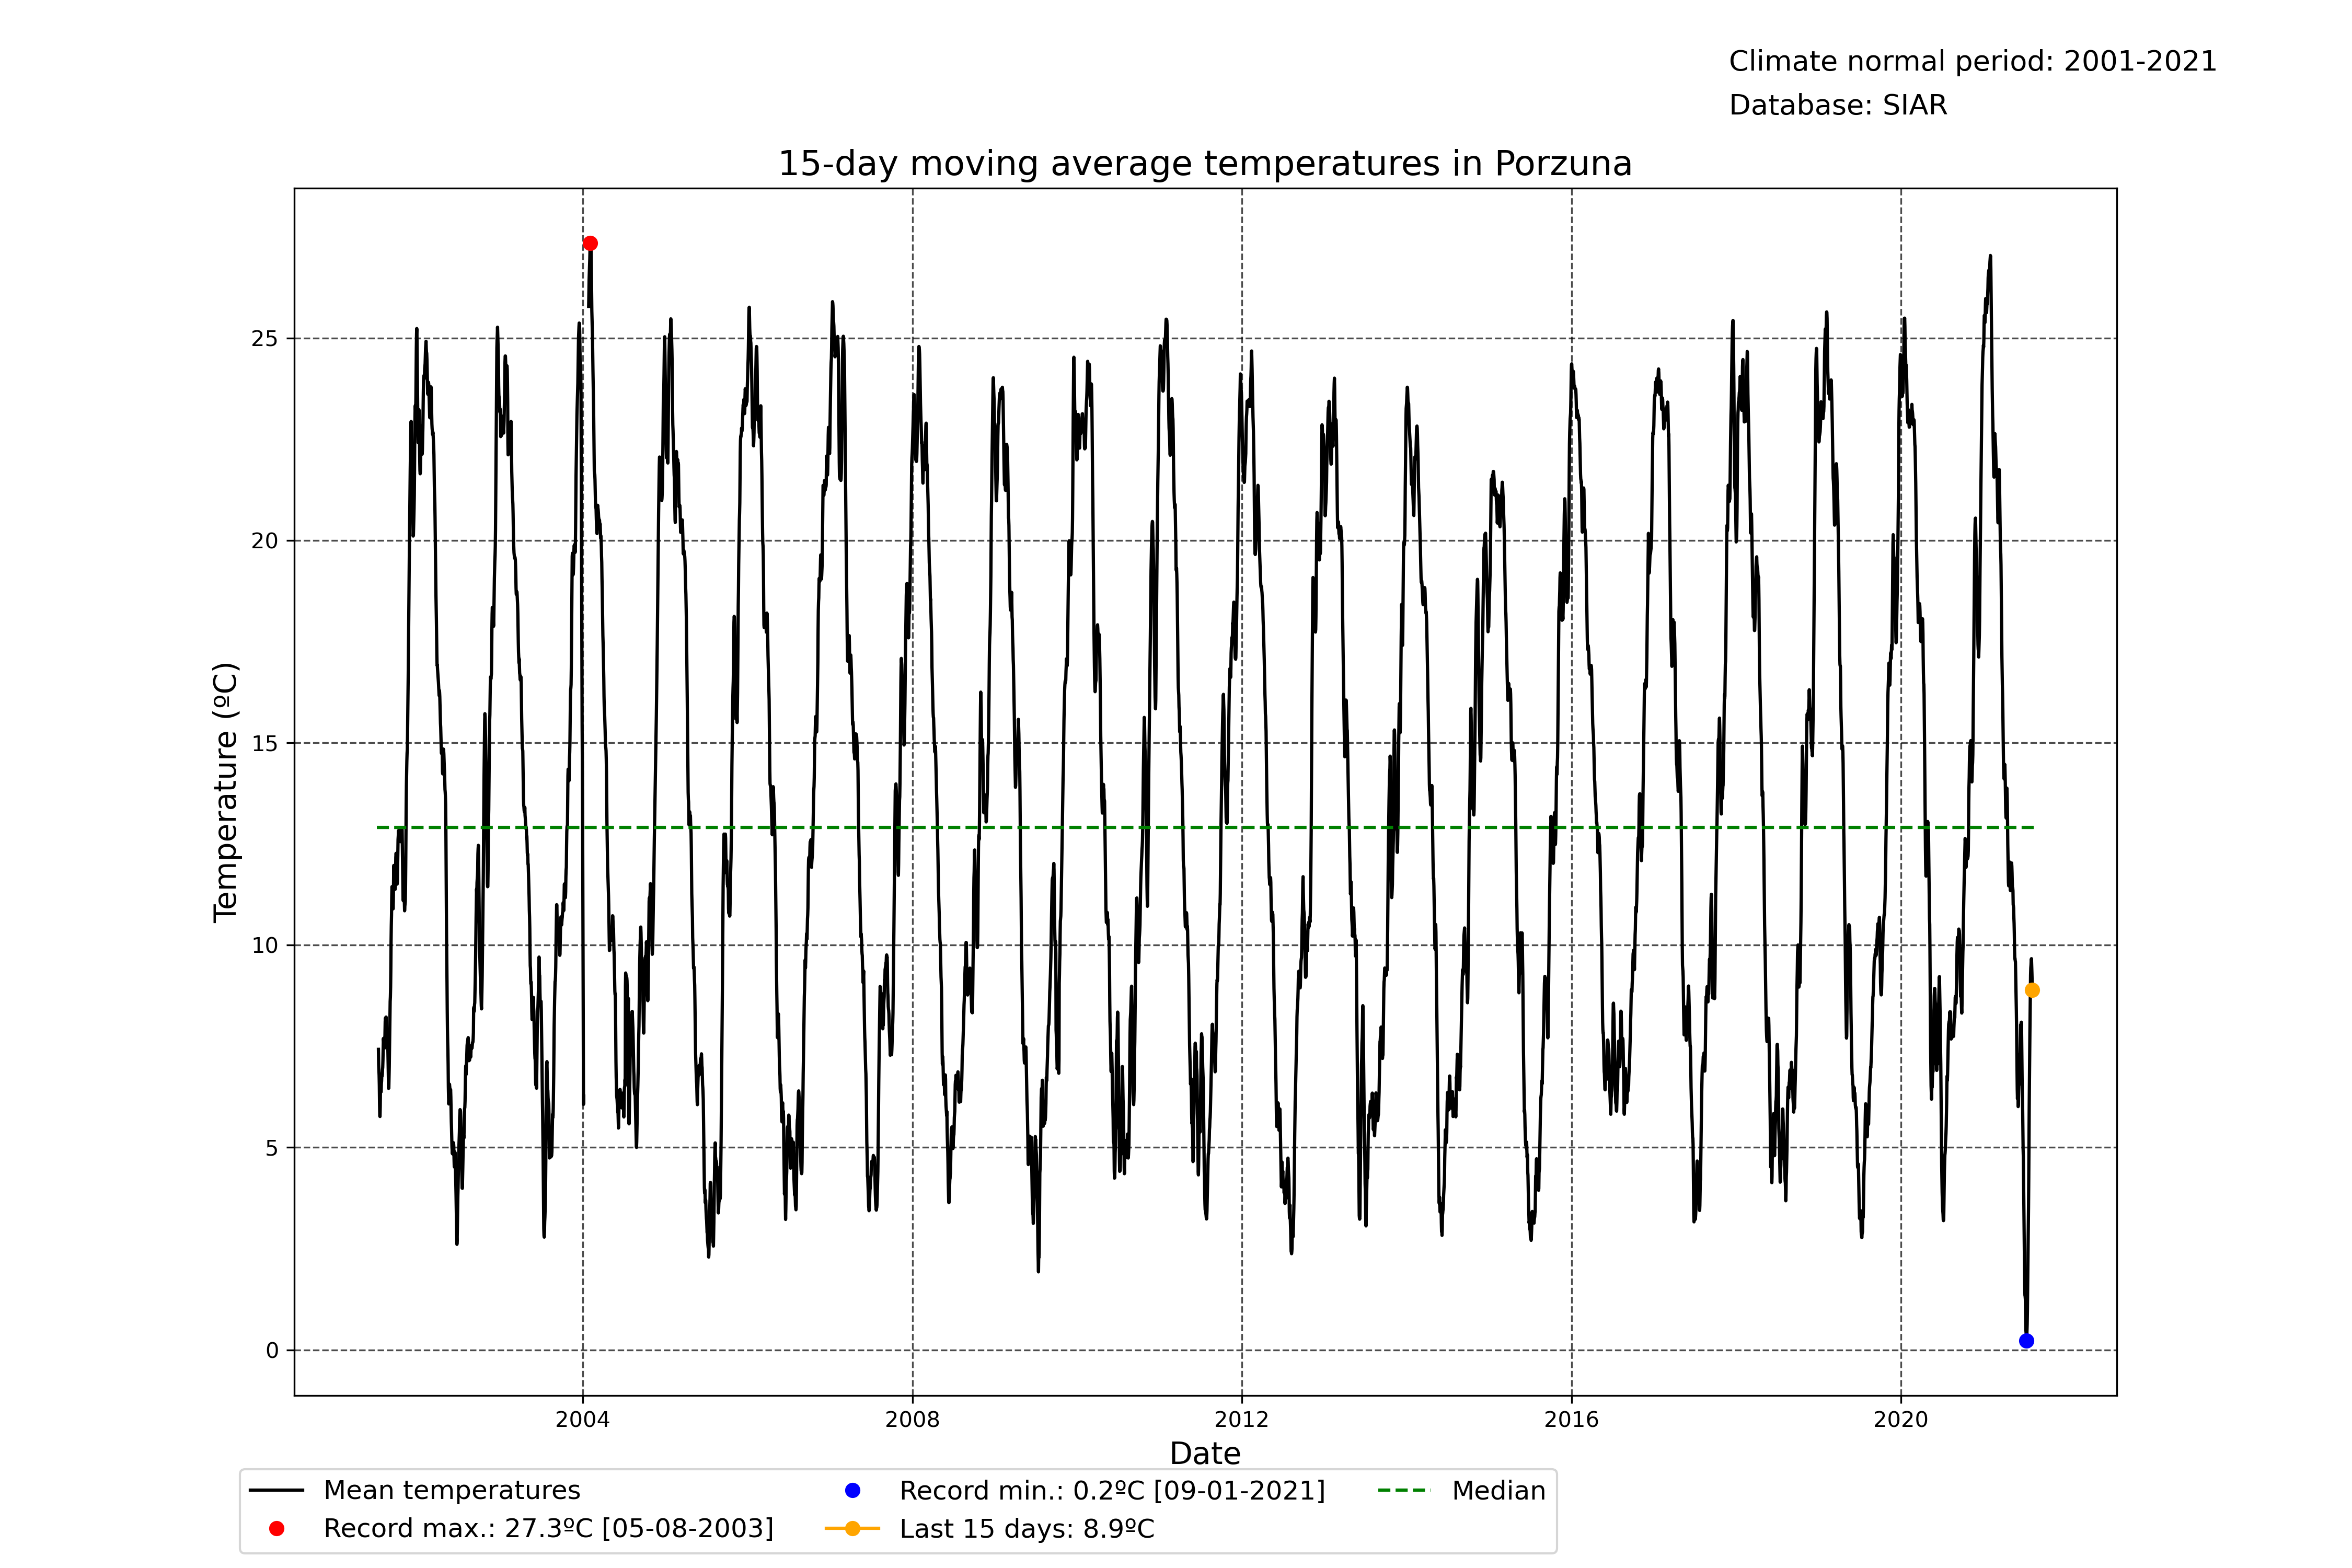 Climate normal period: 2001-2021
Database: SIAR
15-day moving average temperatures in Porzuna
Temperature (ºC)
25
20
15
10
5
0
2004 2008 2012 2016 2020
Date
Mean temperatures
Record max.: 27.3ºC [05-08-2003]
Record min.: 0.2ºC [09-01-2021]
Last 15 days: 8.9ºC
Median